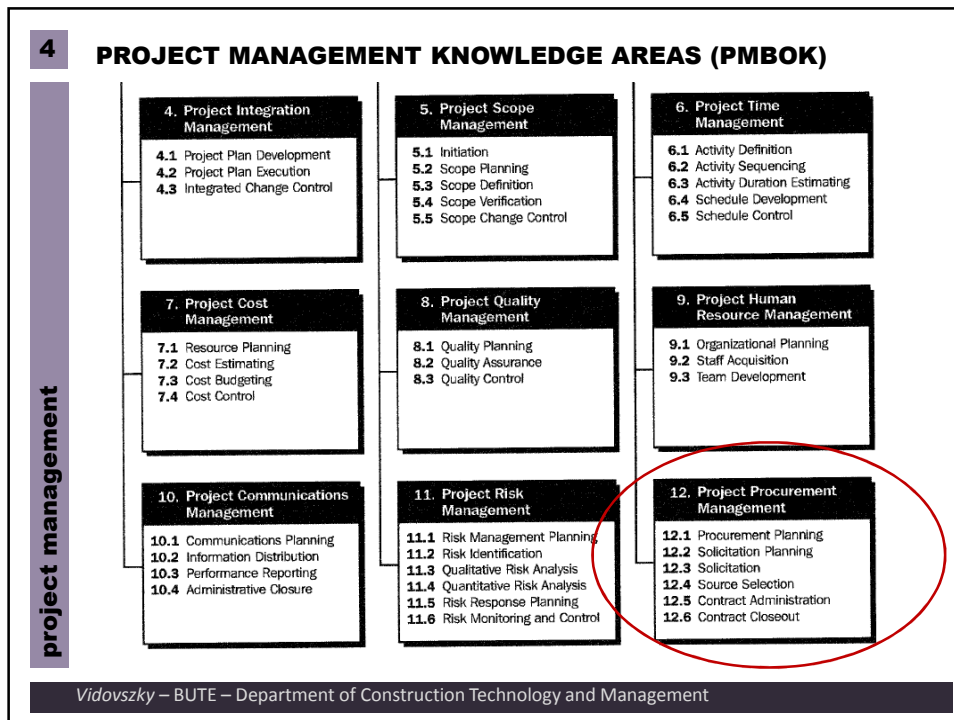 4
PROJECT MANAGEMENT KNOWLEDGE AREAS (PMBOK)
project management
4. Project Integration
Management
4.1 Project Plan Development
4.2 Project Plan Execution
4.3 Integrated Change Control
5. Project Scope
Management
5.1 Initiation
5.2 Scope Planning
5.3 Scope Definition
5.4 Scope Verification
5.5 Scope Change Control
6. Project Time
Management
6.1 Activity Definition
6.2 Activity Sequencing
6.3 Activity Duration Estimating
6.4 Schedule Development
6.5 Schedule Control
7. Project Cost
Management
7.1 Resource Planning
7.2 Cost Estimating
7.3 Cost Budgeting
7.4 Cost Control
8. Project Quality
Management
8.1 Quality Planning
8.2 Quality Assurance
8.3 Quality Control
9. Project Human
Resource Management
9.1 Organizational Planning
9.2 Staff Acquisition
9.3 Team Development
10. Project Communications
Management
10.1 Communications Planning
10.2 Information Distribution
10.3 Performance Reporting
10.4 Administrative Closure
11. Project Risk
Management
11.1 Risk Management Planning
11.2 Risk Identification
11.3 Qualitative Risk Analysis
11.4 Quantitative Risk Analysis
11.5 Risk Response Planning
11.6 Risk Monitoring and Control
12. Project Procurement
Management
12.1 Procurement Planning
12.2 Solicitation Planning
12.3 Solicitation
12.4 Source Selection
12.5 Contract Administration
12.6 Contract Closeout
Vidovszky – BUTE – Department of Construction Technology and Management